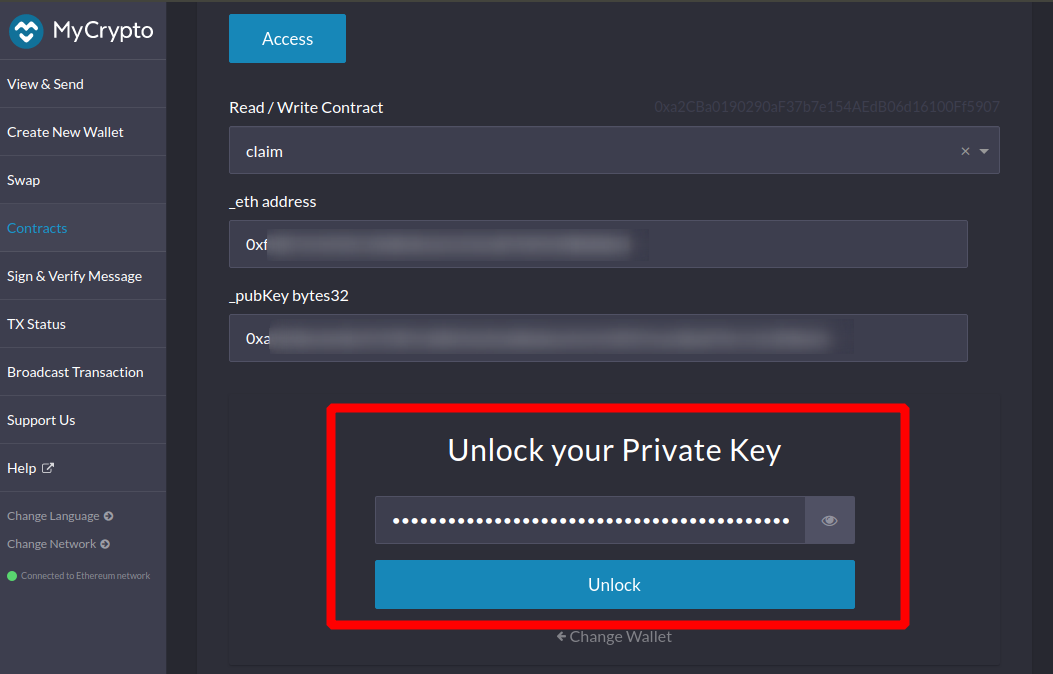 MyCrypto
View & Send
Create New Wallet
Swap
Contracts
Sign & Verify Message
TX Status
Broadcast Transaction
Support Us
Help
Change Language
Change Network
Connected to Ethereum network
Access
Read / Write Contract
0xa2CBa0190290aF37b7e154AEdB06d16100Ff5907
claim
_eth address
0xf
_pubKey bytes32
0xa
Unlock your Private Key
Unlock
Change Wallet